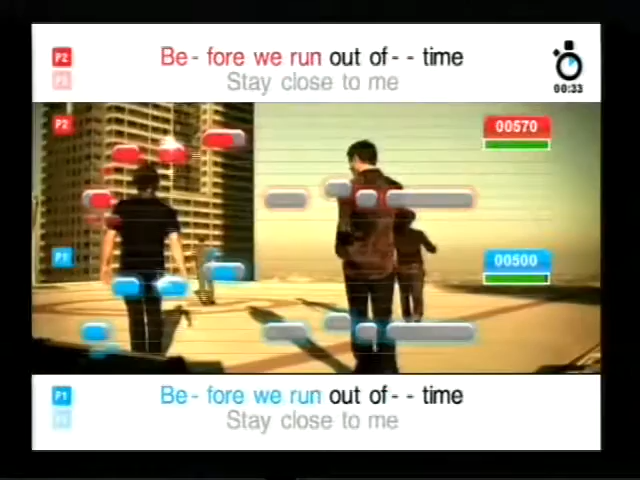 P2 Be- fore we run out of- - time
Stay close to me
00:33
P2
00570
P1
00500
P1 Be- fore we run out of- - time
Stay close to me